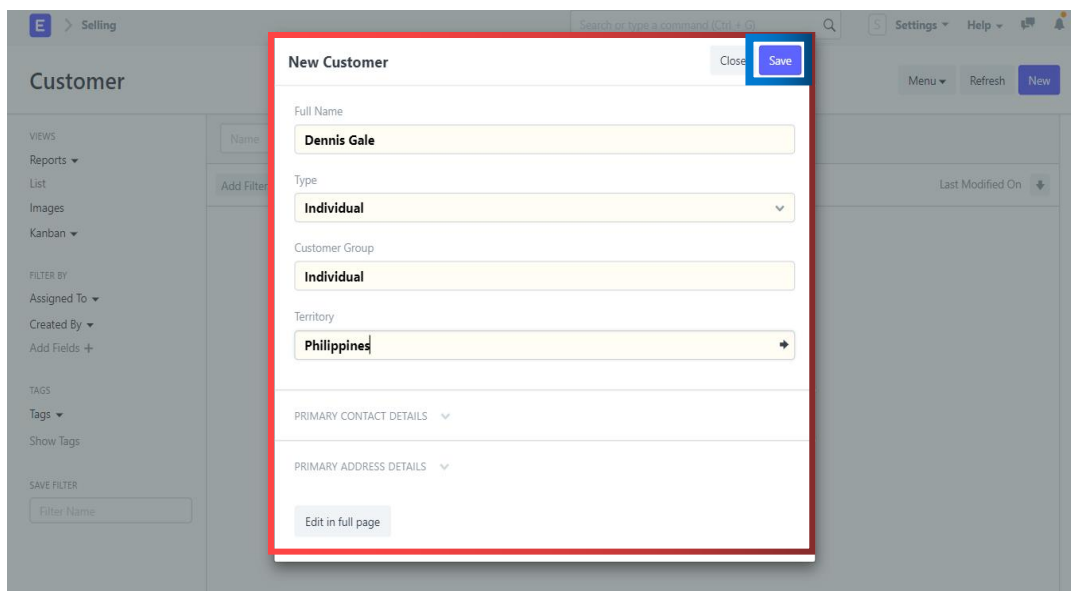 E > Selling
Search or type a command (Ctrl + G)
S Settings Help
Customer
Menu Refresh New
New Customer
Close Save
VIEWS
Reports
List
Images
Kanban
FILTER BY
Assigned To
Created By
Add Fields +
TAGS
Tags
Show Tags
SAVE FILTER
Filter Name
Name
Add Filter
Last Modified On
Full Name
Dennis Gale
Type
Individual
Customer Group
Individual
Territory
Philippines
PRIMARY CONTACT DETAILS
PRIMARY ADDRESS DETAILS
Edit in full page